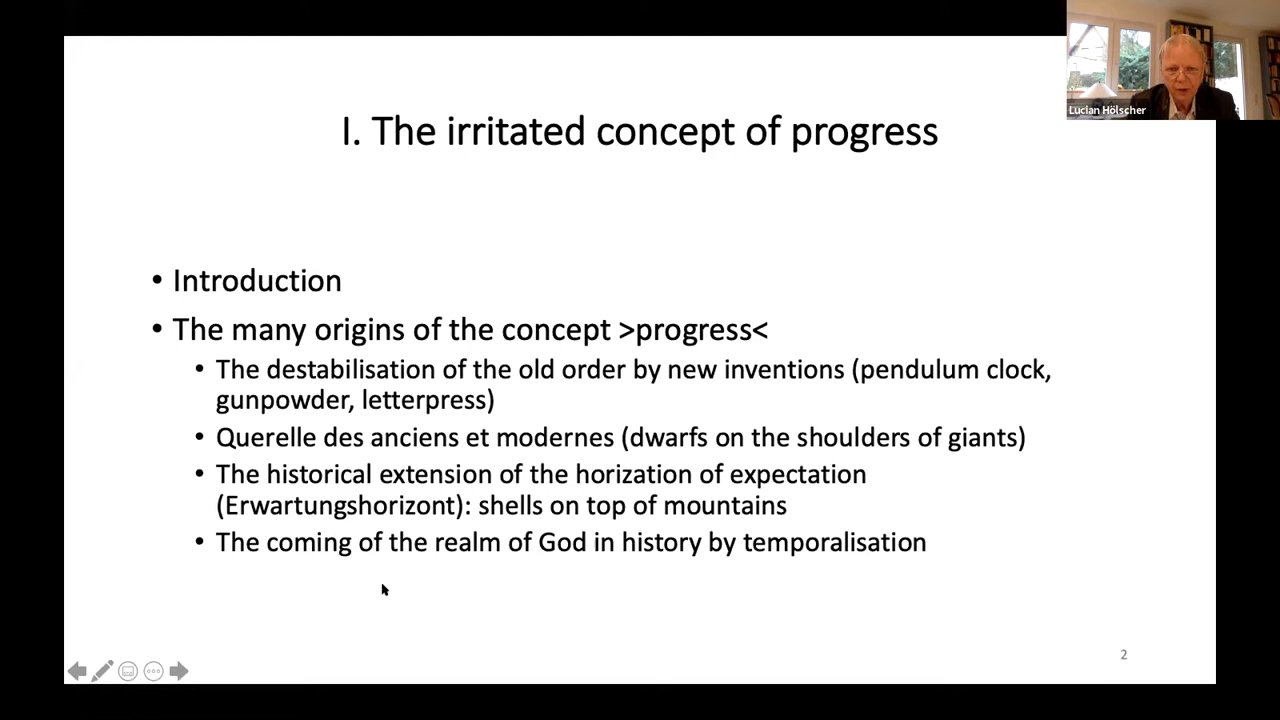 Lucian Hölscher
I. The irritated concept of progress
• Introduction
• The many origins of the concept >progress<
• The destabilisation of the old order by new inventions (pendulum clock,
gunpowder, letterpress)
• Querelle des anciens et modernes (dwarfs on the shoulders of giants)
• The historical extension of the horization of expectation
(Erwartungshorizont): shells on top of mountains
• The coming of the realm of God in history by temporalisation
2